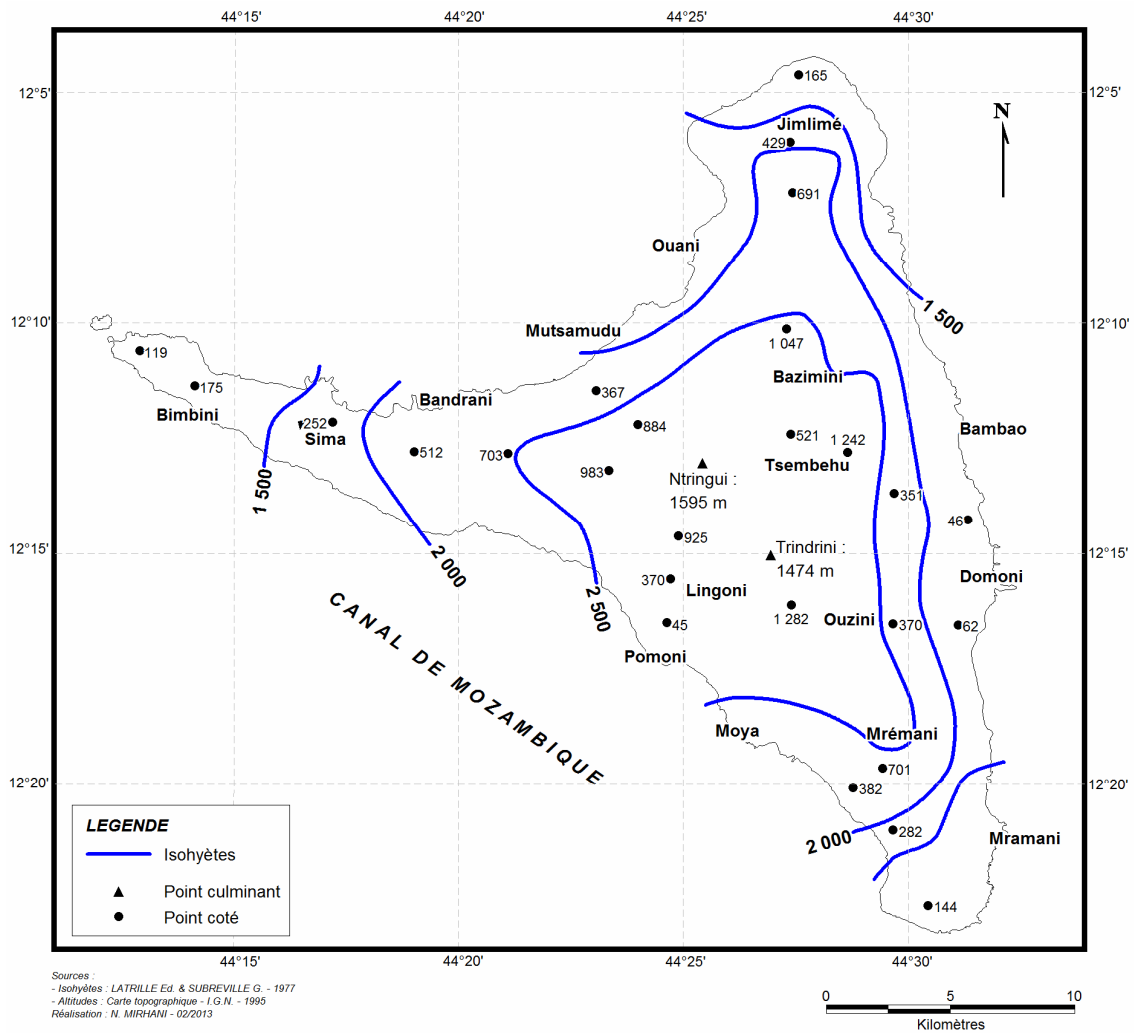 44°15' 44°20' 44°25' 44°30'
12°5' 12°5'
165
N
Jimlimé
429
691
Ouani
1 500
12°10' 12°10'
Mutsamudu
119
1 047
175
367
Bazimini
Bimbini
Bandrani
252
884
Bambao
Sima
521
1 242
512
703
Tsembehu
983
Ntringui :
1595 m
1 500
351
46
925
12°15' 12°15'
Trindrini :
1474 m
2 000
370
Lingoni
Domoni
2 500
45
1 282
Ouzini
370
62
CANAL DE MOZAMBIQUE
Pomoni
Moya
Mrémani
701
12°20' 12°20'
382
282
2 000
Mramani
144
LEGENDE
Isohyètes
Point culminant
Point coté
44°15' 44°20' 44°25' 44°30'
Sources :
- Isohyètes : LATRILLE Ed. & SUBREVILLE G. - 1977
- Altitudes : Carte topographique - I.G.N. - 1995
Réalisation : N. MIRHANI - 02/2013
0 5 10
Kilomètres